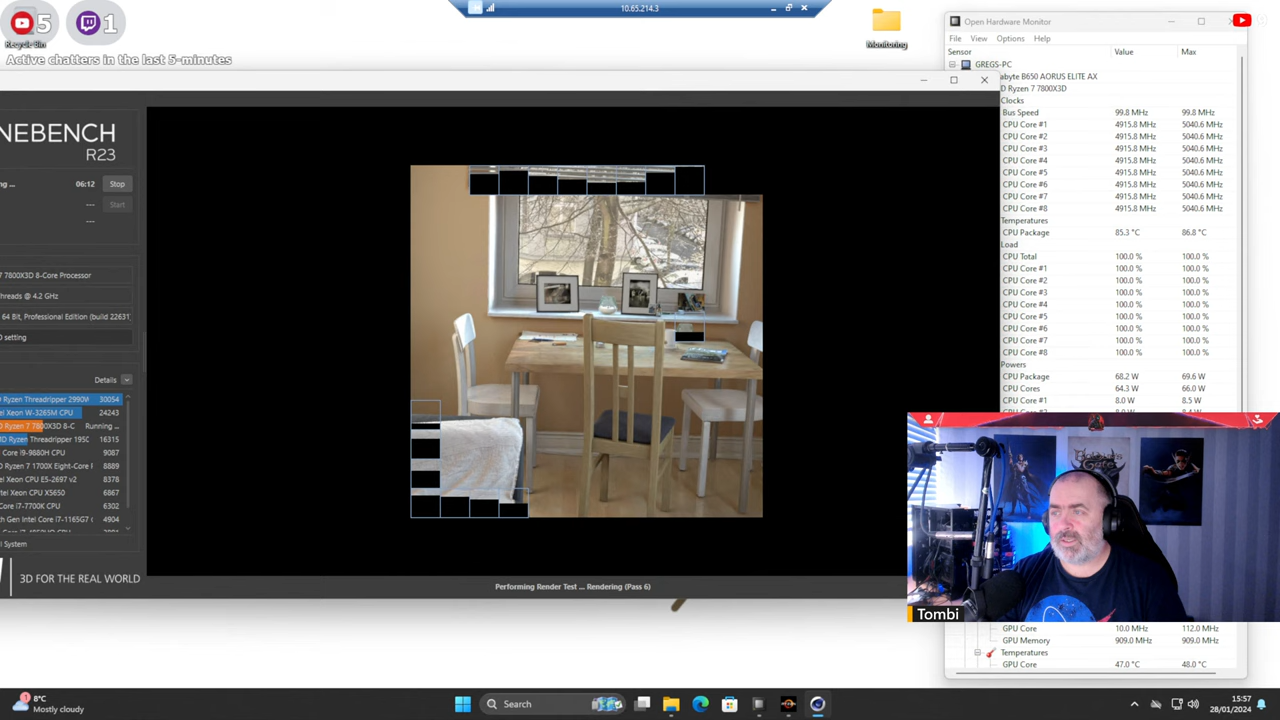 5
1
Recycle Bin
Active chatters in the last 5-minutes
10.65.214.3
Monitoring
NEBENCH
R23
06:12
Stop
---
Start
---
7 7800X3D 8-Core Processor
hreads @ 4.2 GHz
64 Bit, Professional Edition (build 22631)
D setting
Details
Ryzen Threadripper 2990W 30054
el Xeon W-3265M CPU 24243
D Ryzen 7 7800X3D 8-C Running ...
D Ryzen Threadripper 195( 16315
Core i9-9880H CPU 9087
D Ryzen 7 1700X Eight-Core F 8889
el Xeon CPU E5-2697 v2 8378
tel Xeon CPU X5650 6867
Core i7-7700K CPU 6302
th Gen Intel Core i7-1165G7 ( 4904
l System
3D FOR THE REAL WORLD
Performing Render Test ... Rendering (Pass 6)
Open Hardware Monitor
File View Options Help
Sensor Value Max
GREGS-PC
abyte B650 AORUS ELITE AX
D Ryzen 7 7800X3D
Clocks
Bus Speed 99.8 MHz 99.8 MHz
CPU Core #1 4915.8 MHz 5040.6 MHz
CPU Core #2 4915.8 MHz 5040.6 MHz
CPU Core #3 4915.8 MHz 5040.6 MHz
CPU Core #4 4915.8 MHz 5040.6 MHz
CPU Core #5 4915.8 MHz 5040.6 MHz
CPU Core #6 4915.8 MHz 5040.6 MHz
CPU Core #7 4915.8 MHz 5040.6 MHz
CPU Core #8 4915.8 MHz 5040.6 MHz
Temperatures
CPU Package 85.3 °C 86.8 °C
Load
CPU Total 100.0 % 100.0 %
CPU Core #1 100.0 % 100.0 %
CPU Core #2 100.0 % 100.0 %
CPU Core #3 100.0 % 100.0 %
CPU Core #4 100.0 % 100.0 %
CPU Core #5 100.0 % 100.0 %
CPU Core #6 100.0 % 100.0 %
CPU Core #7 100.0 % 100.0 %
CPU Core #8 100.0 % 100.0 %
Powers
CPU Package 68.2 W 69.6 W
CPU Cores 64.3 W 66.0 W
CPU Core #1 8.0 W 8.5 W
Tombi
GPU Core 10.0 MHz 112.0 MHz
GPU Memory 909.0 MHz 909.0 MHz
Temperatures
GPU Core 47.0 °C 48.0 °C
1
8°C
Mostly cloudy
Search
15:57
28/01/2024